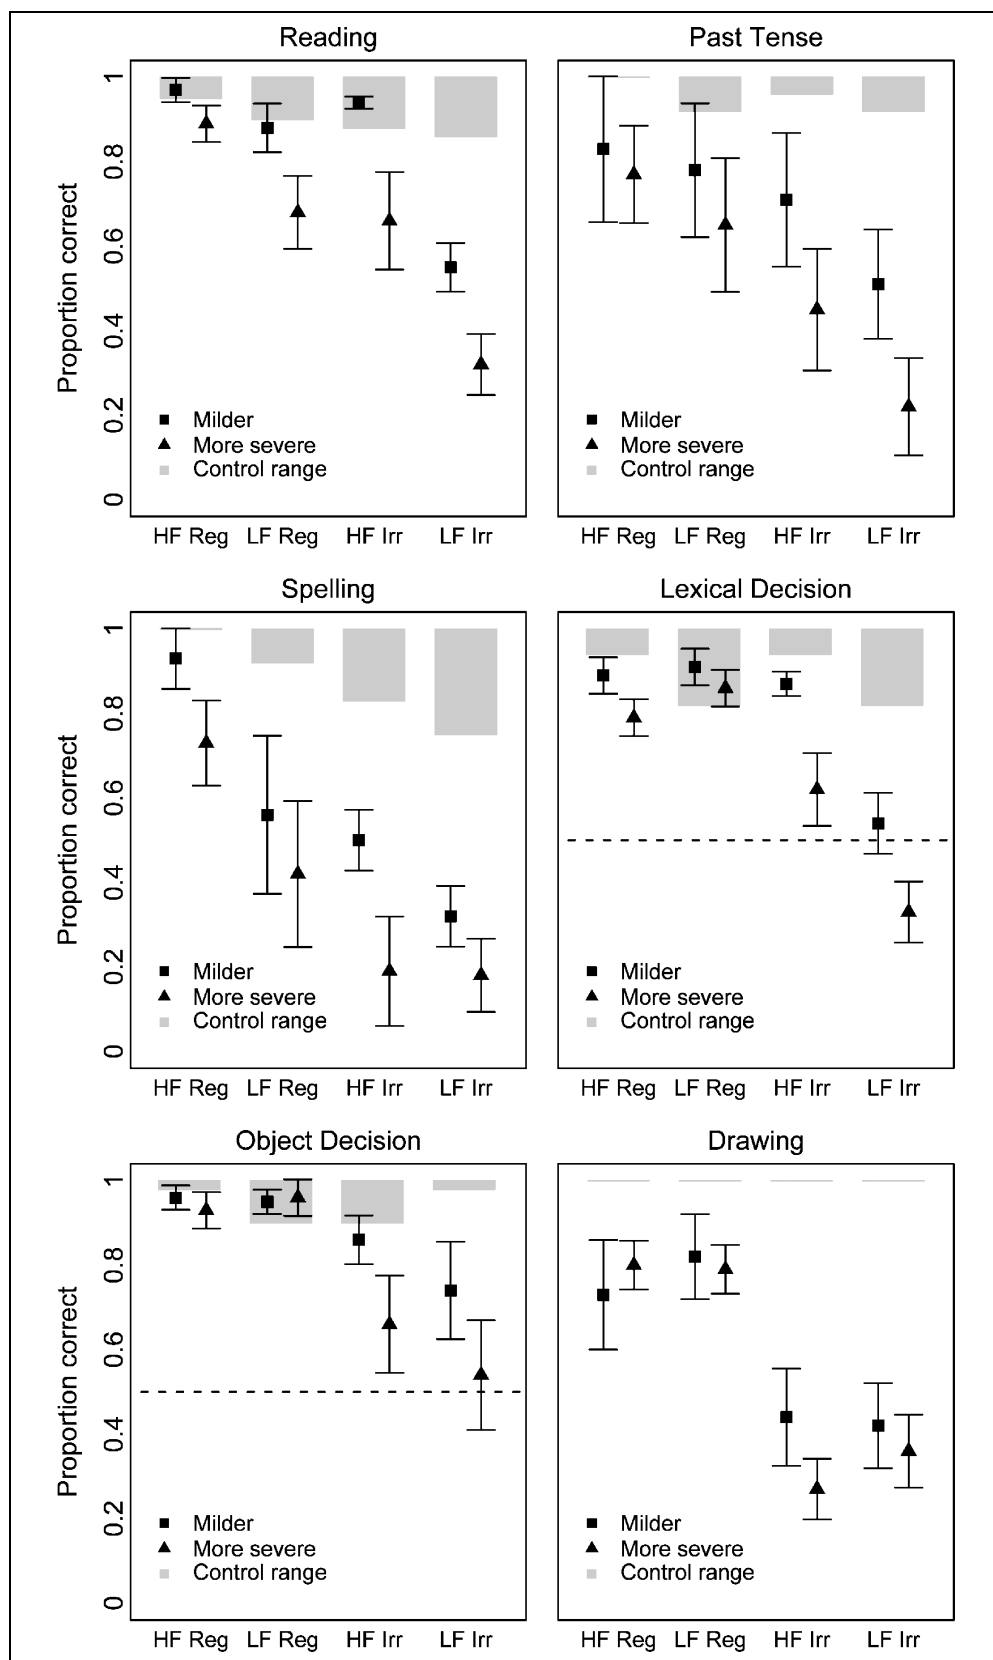 Reading
Past Tense
Proportion correct
1
0.8
0.6
0.4
0.2
0
Milder
More severe
Control range
Milder
More severe
Control range
HF Reg LF Reg HF Irr LF Irr
HF Reg LF Reg HF Irr LF Irr
Spelling
Lexical Decision
Proportion correct
1
0.8
0.6
0.4
0.2
0
Milder
More severe
Control range
Milder
More severe
Control range
HF Reg LF Reg HF Irr LF Irr
HF Reg LF Reg HF Irr LF Irr
Object Decision
Drawing
Proportion correct
1
0.8
0.6
0.4
0.2
0
Milder
More severe
Control range
Milder
More severe
Control range
HF Reg LF Reg HF Irr LF Irr
HF Reg LF Reg HF Irr LF Irr